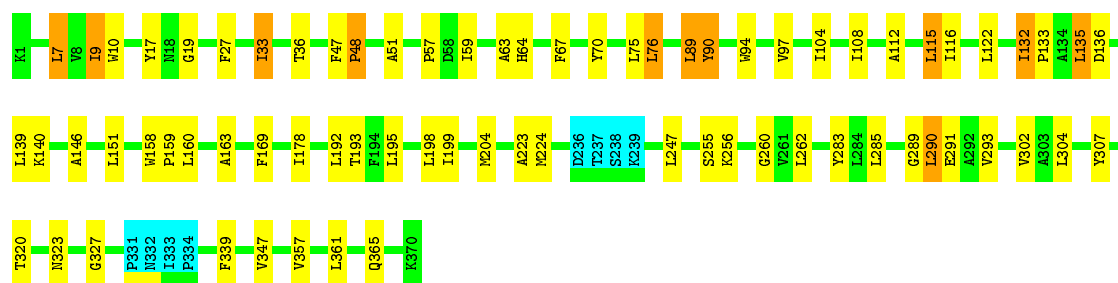 K1 L7 V8 I9 W10 Y17 N18 G19 F27 I33 T36 F47 P48 A51 P57 D58 I59 A63 H64 F67 Y70 L75 L76 L89 Y90 W94 V97 I104 I108 A112 L115 I116 L122 I132 P133 A134 L135 D136
L139 K140 A146 L151 W158 P159 L160 A163 F169 I178 L192 T193 F194 L195 L198 I199 M204 A223 M224 D236 T237 S238 K239 L247 S255 K256 G260 V261 L262 Y283 L284 L285 G289 L290 E291 A292 V293 V302 A303 L304 Y307
T320 N323 G327 P331 N332 I333 P334 F339 V347 V357 L361 Q365 K370